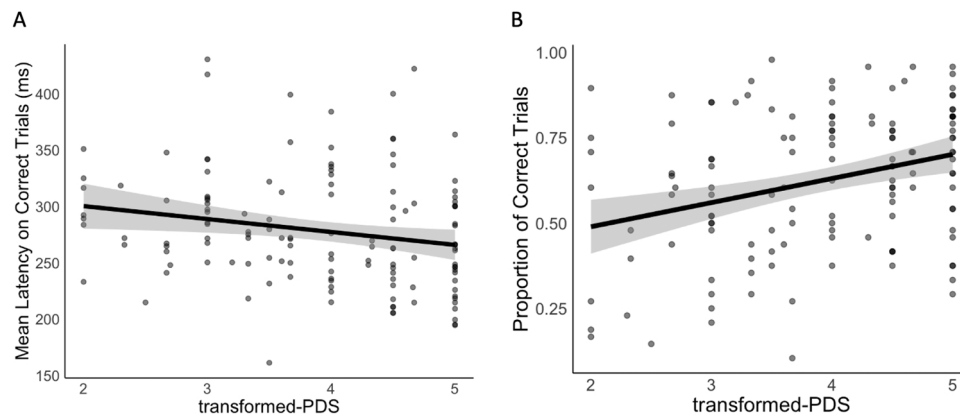 A
Mean Latency on Correct Trials (ms)
400
350
300
250
200
150
2 3 4 5
transformed-PDS
B
Proportion of Correct Trials
1.00
0.75
0.50
0.25
2 3 4 5
transformed-PDS